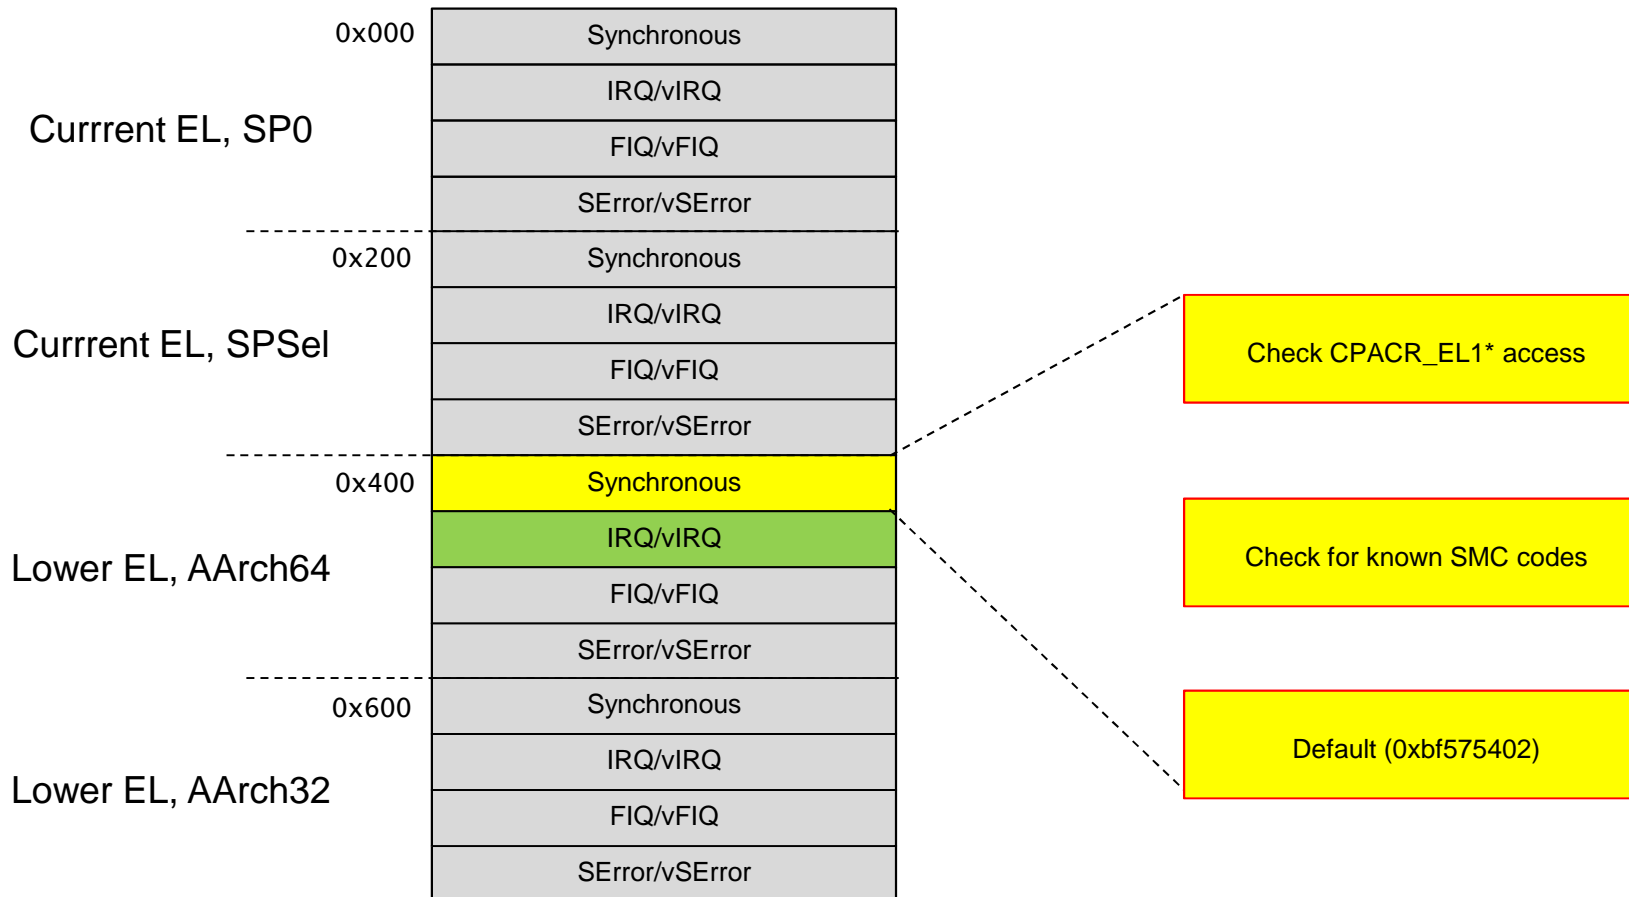 0x000
Synchronous
IRQ/vIRQ
Currrent EL, SP0
FIQ/vFIQ
SError/vSError
0x200
Synchronous
IRQ/vIRQ
Currrent EL, SPSel
FIQ/vFIQ
SError/vSError
0x400
Synchronous
IRQ/vIRQ
Lower EL, AArch64
FIQ/vFIQ
SError/vSError
0x600
Synchronous
IRQ/vIRQ
Lower EL, AArch32
FIQ/vFIQ
SError/vSError
Check CPACR_EL1* access
Check for known SMC codes
Default (0xbf575402)